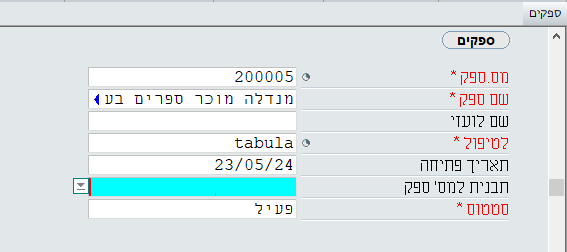 ספקים
ספקים
מס.ספק * 200005
שם ספק * מנדלה מוכר ספרים בע
שם לועזי
לטיפול * tabula
תאריך פתיחה 23/05/24
תבנית למס' ספק
סטטוס * פעיל